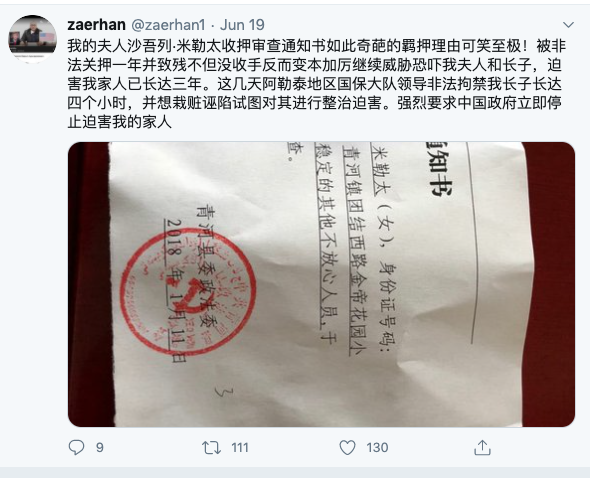 zaerhan @zaerhan1 · Jun 19
我的夫人沙吾列·米勒太收押审查通知书如此奇葩的羁押理由可笑至极！被非
法关押一年并致残不但没收手反而变本加厉继续威胁恐吓我夫人和长子，迫
害我家人已长达三年。这几天阿勒泰地区国保大队领导非法拘禁我长子长达
四个小时，并想栽赃诬陷试图对其进行整治迫害。强烈要求中国政府立即停
止迫害我的家人
知书
米勒太（女），身份证号码：
青河镇团结西路金帝花园小
稳定的其他不放心人员，于
查。
青河县委政法委
2018 年 月 11 日
3
9
111
130